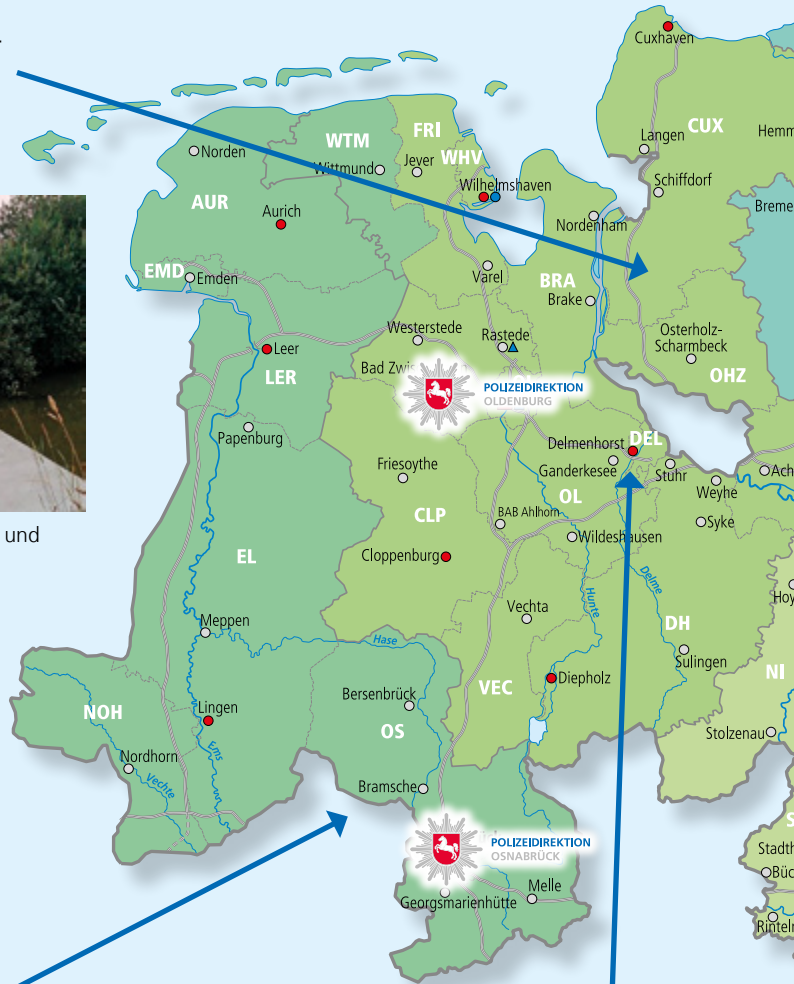 Cuxhaven
CUX
Langen
Hemm
Schiffdorf
Breme
Norden
WTM
Wittmund
FRI
Jever
WHV
Wilhelmshaven
AUR
Aurich
Nordenham
EMD
Emden
Varel
BRA
Brake
Leer
LER
Westerstede
Rastede
Osterholz-
Scharmbeck
OHZ
Bad Zwis
POLIZEIDIREKTION
OLDENBURG
Papenburg
Delmenhorst
DEL
Ganderkesee
Stuhr
Ach
Weyhe
Friesoythe
OL
CLP
BAB Ahlhorn
Syke
und
Wildeshausen
EL
Cloppenburg
Delme
Hunte
Hoy
Vechta
Meppen
Hase
DH
Sulingen
NI
VEC
Diepholz
Bersenbrück
NOH
Lingen
OS
Stolzenau
Ems
Nordhorn
Vechte
Bramsche
S
POLIZEIDIREKTION
OSNABRÜCK
Stadth
Büc
Melle
Georgsmarienhütte
Rinteln